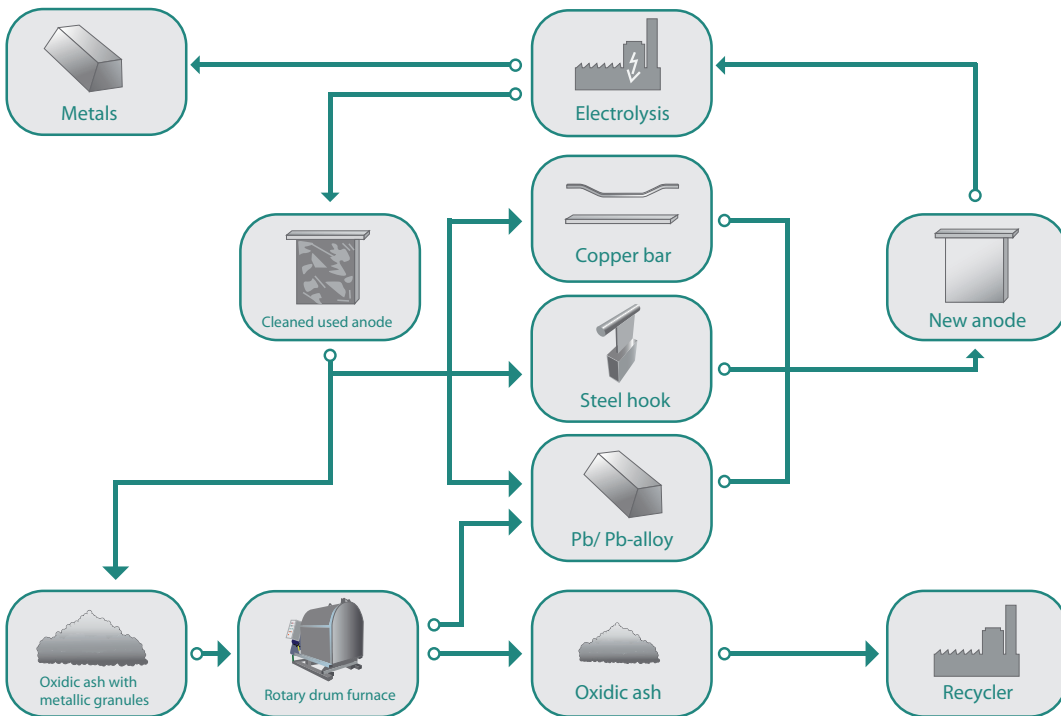 Metals
Electrolysis
Copper bar
Cleaned used anode
New anode
Steel hook
Pb/ Pb-alloy
Oxidic ash with
metallic granules
Rotary drum furnace
Oxidic ash
Recycler